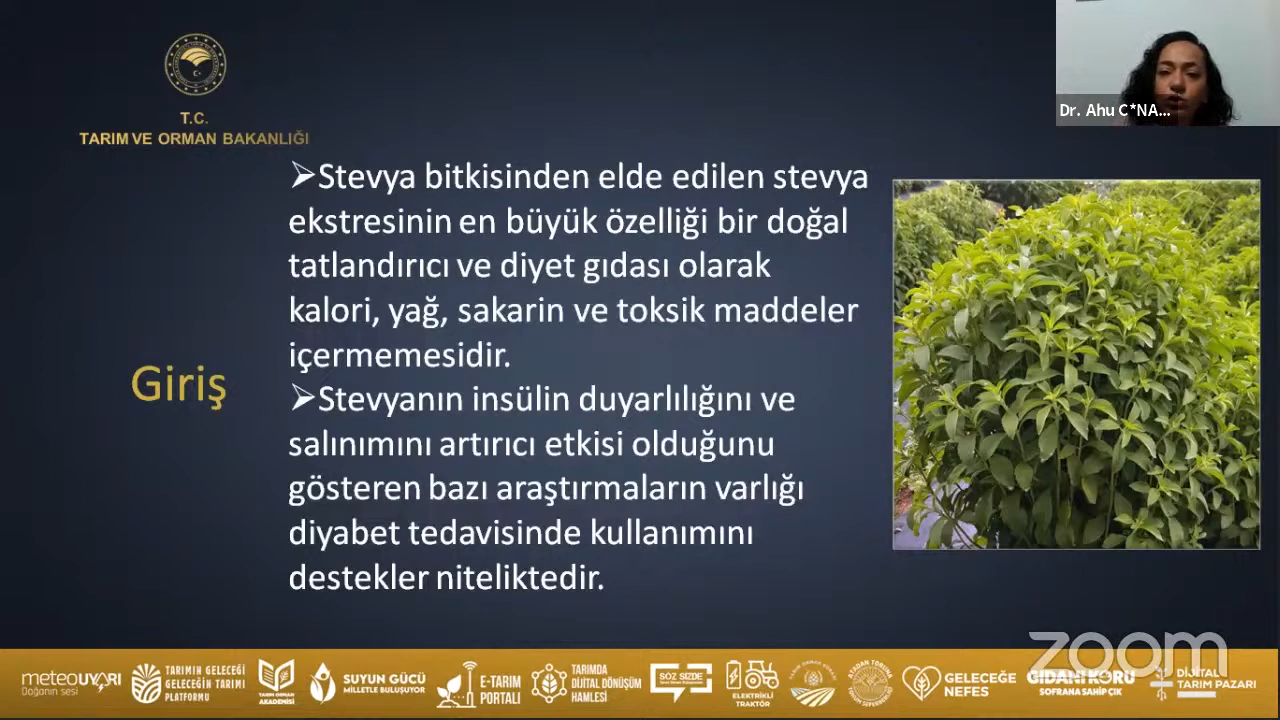 T.C.
TARIM VE ORMAN BAKANLIĞI
Dr. Ahu Ç*NA...
➢Stevya bitkisinden elde edilen stevya
ekstresinin en büyük özelliği bir doğal
tatlandırıcı ve diyet gıdası olarak
kalori, yağ, sakarin ve toksik maddeler
içermemesidir.
Giriş
➢Stevyanın insülin duyarlılığını ve
salınımını artırıcı etkisi olduğunu
gösteren bazı araştırmaların varlığı
diyabet tedavisinde kullanımını
destekler niteliktedir.
zoom
meteoUYARI
Doğanın sesi
TARIMIN GELECEĞİ
GELECEĞİN TARIMI
PLATFORMU
TARIM ORMAN
AKADEMİSİ
SUYUN GÜCÜ
MİLLETLE BULUŞUYOR
E-TARIM
PORTALI
TARIMDA
DİJİTAL DÖNÜŞÜM
HAMLESİ
SÖZ SİZDE
ELEKTRİKLİ
TRAKTÖR
GELECEĞE
NEFES
GIDANI KORU
SOFRANA SAHİP ÇIK
DİJİTAL
TARIM PAZARI